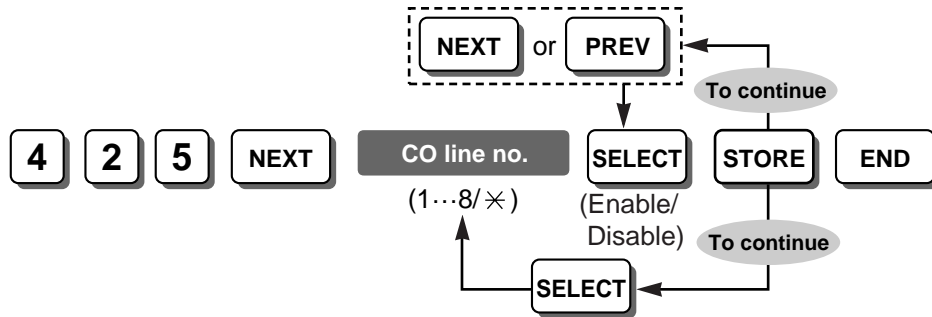 NEXT or PREV
To continue
4 2 5 NEXT CO line no. SELECT STORE END
(1···8/✳)
(Enable/
Disable)
To continue
SELECT